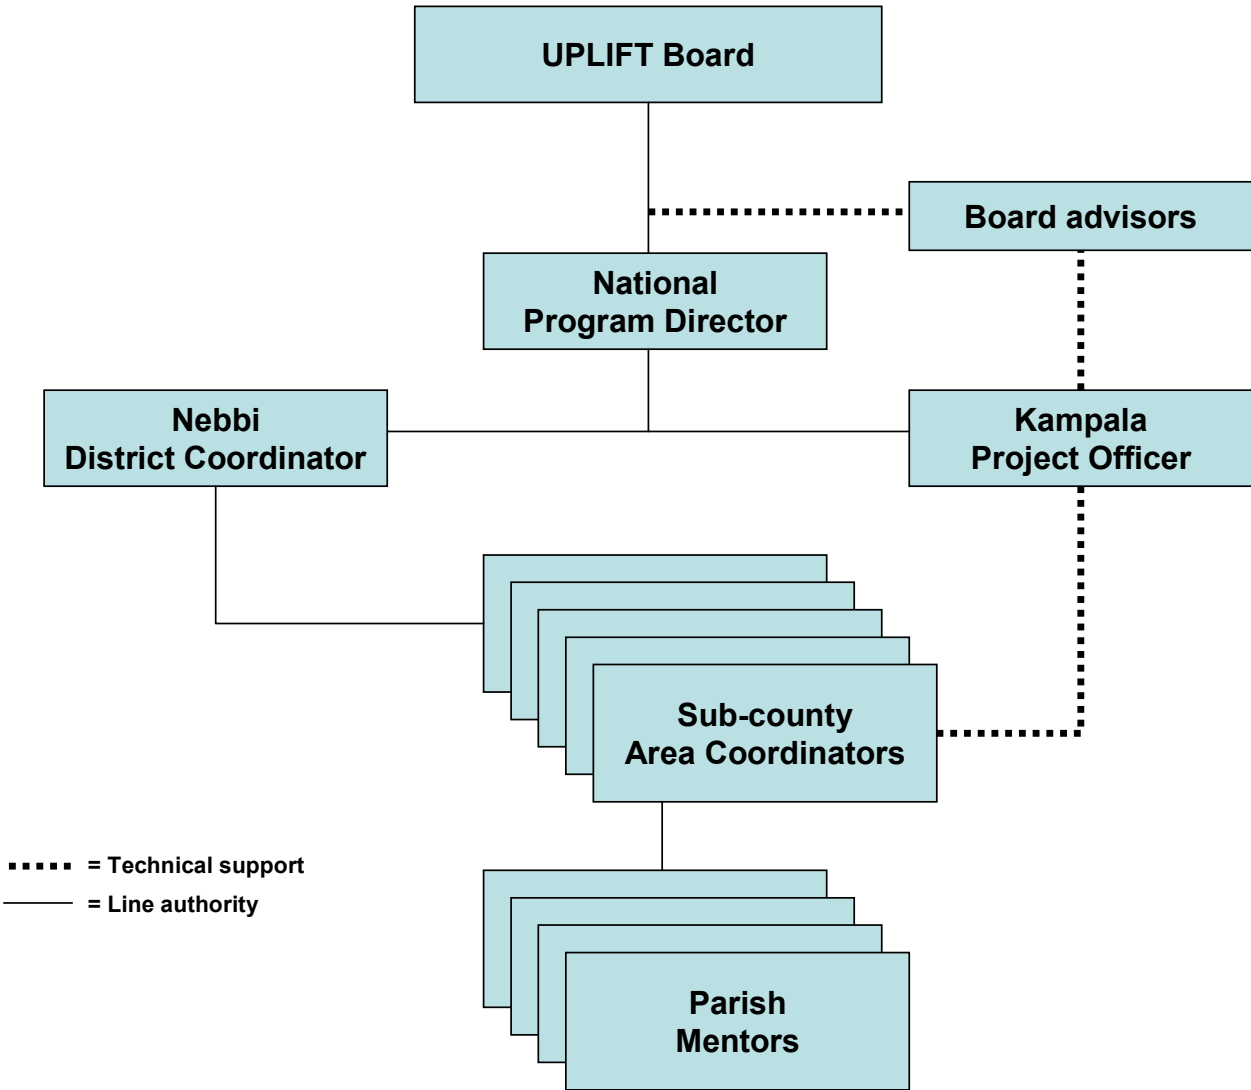 UPLIFT Board
Board advisors
National
Program Director
Nebbi
District Coordinator
Kampala
Project Officer
Sub-county
Area Coordinators
= Technical support
= Line authority
Parish
Mentors